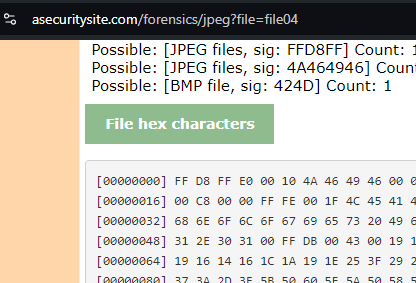 asecuritysite.com/forensics/jpeg?file=file04
Possible: [JPEG files, sig: FFD8FF] Count: 1
Possible: [JPEG files, sig: 4A464946] Count
Possible: [BMP file, sig: 424D] Count: 1
File hex characters
[00000000] FF D8 FF E0 00 10 4A 46 49 46 00 0
[00000016] 00 C8 00 00 FF FE 00 1F 4C 45 41 4
[00000032] 68 6E 6F 6C 6F 67 69 65 73 20 49 6
[00000048] 31 2E 30 31 00 FF DB 00 43 00 19 1
[00000064] 19 16 14 16 1C 1A 19 1E 25 3F 29 2
[00000080] 37 3A 2D 3F 5B 50 60 5F 5A 50 58 5